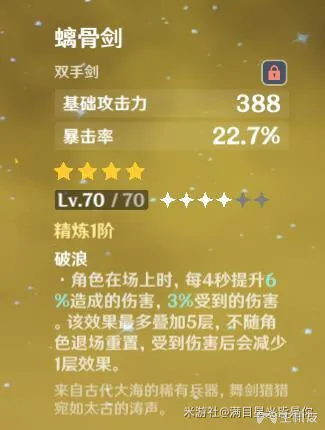 螭骨剑
双手剑
基础攻击力 388
暴击率 22.7%
Lv.70 / 70
精炼1阶
破浪
·角色在场上时，每4秒提升6
%造成的伤害，3%受到的伤害
。该效果最多叠加5层，不随角
色退场重置，受到伤害后会减少
1层效果。
来自古代大海的稀有兵器，舞剑猎猎
宛如太古的涛声。
米游社@满目星光皆是你